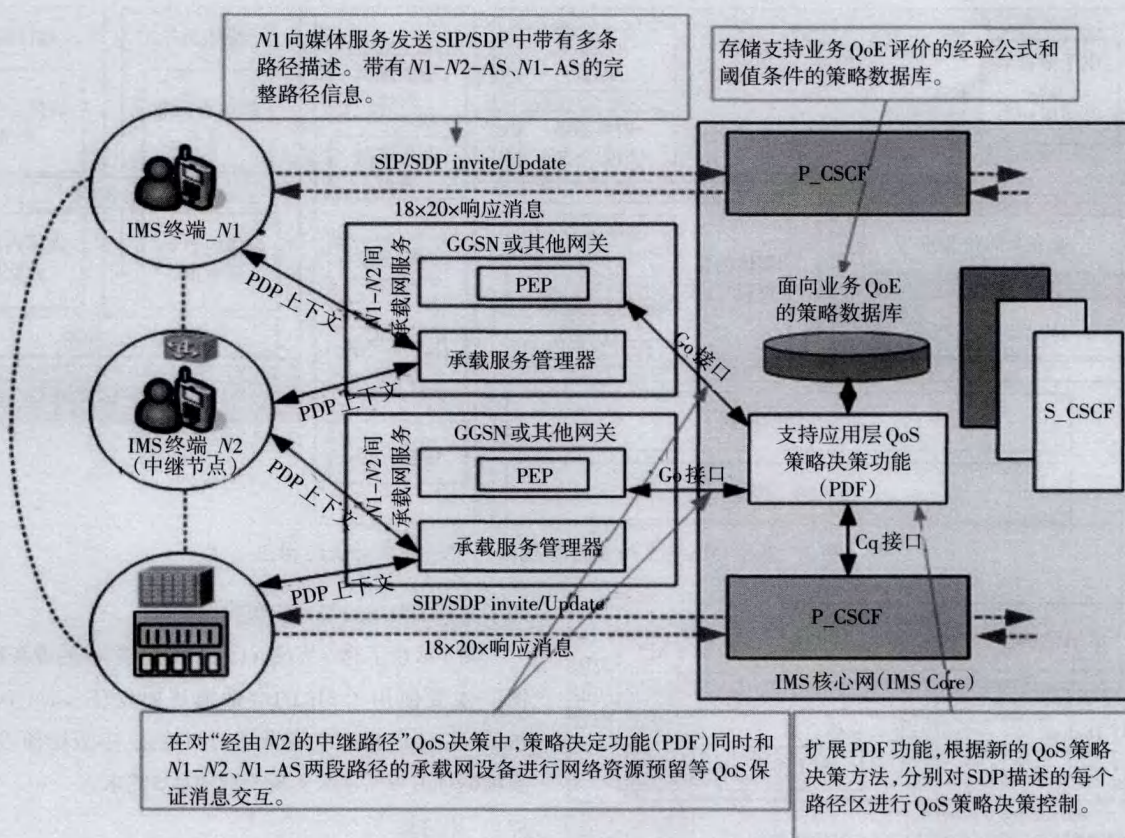 N1向媒体服务发送SIP/SDP中带有多条
路径描述。带有N1-N2-AS、N1-AS的完
整路径信息。
存储支持业务QoE评价的经验公式和
阈值条件的策略数据库。
SIP/SDP invite/Update
18×20×响应消息
P_CSCF
IMS终端_N1
PDP上下文
N1-N2间
承载网服务
GGSN或其他网关
PEP
承载服务管理器
Go接口
面向业务QoE
的策略数据库
S_CSCF
PDP上下文
IMS终端_N2
(中继节点)
PDP上下文
N1-N2间
承载网服务
GGSN或其他网关
PEP
承载服务管理器
Go接口
支持应用层QoS
策略决策功能
(PDF)
Cq接口
PDP上下文
SIP/SDP invite/Update
18×20×响应消息
P_CSCF
IMS核心网(IMS Core)
在对“经由N2的中继路径”QoS决策中,策略决定功能(PDF)同时和
N1-N2、N1-AS两段路径的承载网设备进行网络资源预留等QoS保
证消息交互。
扩展PDF功能,根据新的QoS策略
决策方法,分别对SDP描述的每个
路径区进行QoS策略决策控制。